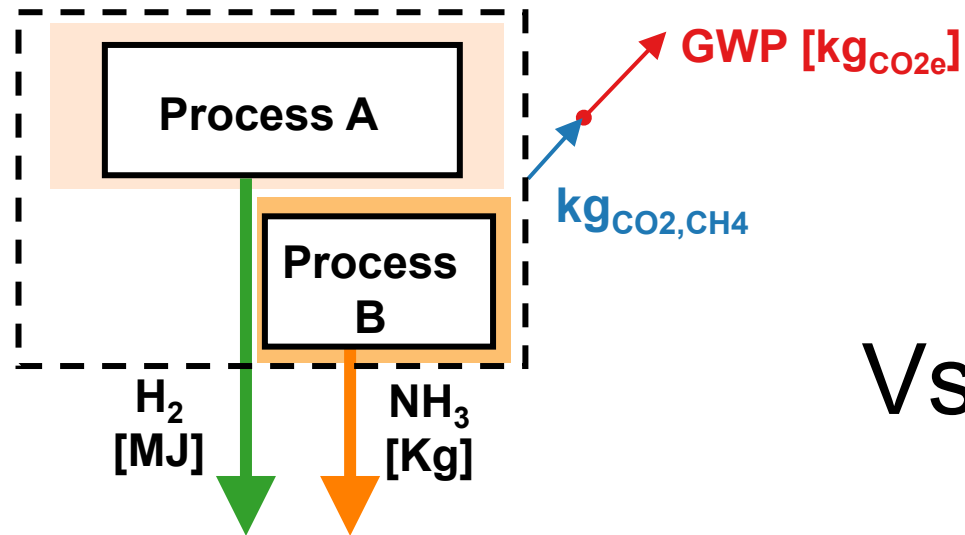 GWP [kgCO2e]
Process A
kgCO2,CH4
Process
B
Vs
H2
[MJ]
NH3
[Kg]